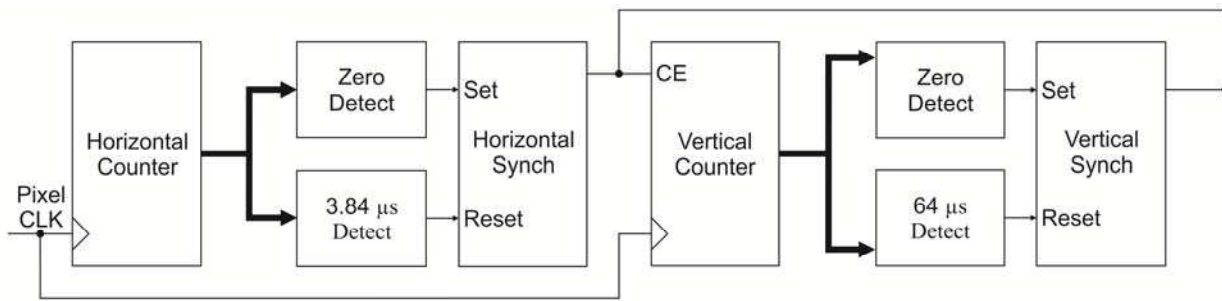 Pixel
CLK
Horizontal
Counter
Zero
Detect
3.84 μs
Detect
Set
Horizontal
Synch
Reset
CE
Vertical
Counter
Zero
Detect
64 μs
Detect
Set
Vertical
Synch
Reset